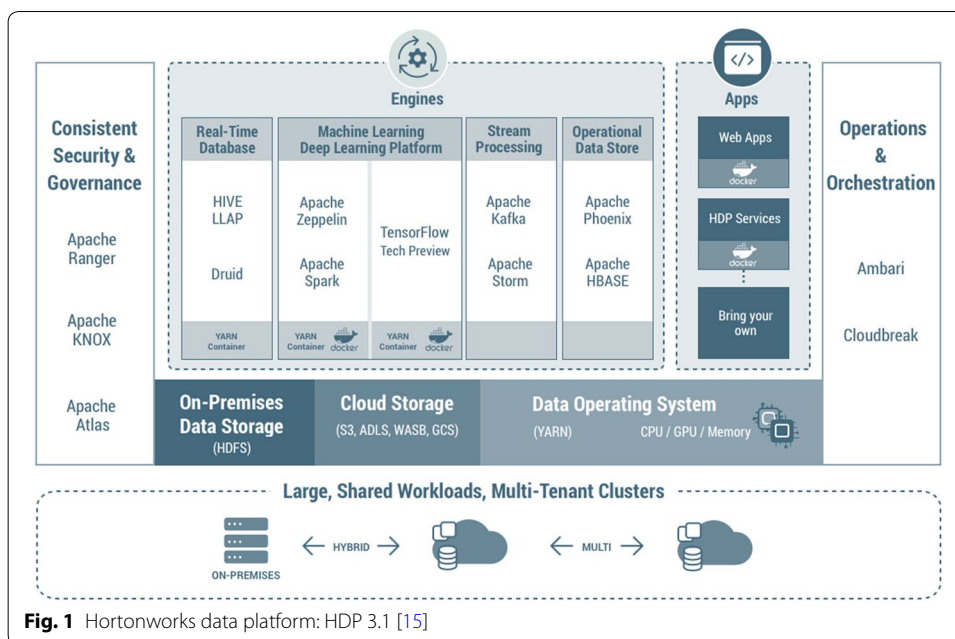 Consistent
Security &
Governance
Apache
Ranger
Apache
KNOX
Apache
Atlas
Engines
Real-Time
Database
HIVE
LLAP
Druid
YARN
Container
Machine Learning
Deep Learning Platform
Apache
Zeppelin
Apache
Spark
YARN
Container
docker
TensorFlow
Tech Preview
YARN
Container
docker
Stream
Processing
Apache
Kafka
Apache
Storm
Operational
Data Store
Apache
Phoenix
Apache
HBASE
</>
Apps
Web Apps
docker
HDP Services
docker
Bring your
own
Operations
&
Orchestration
Ambari
Cloudbreak
On-Premises
Data Storage
(HDFS)
Cloud Storage
(S3, ADLS, WASB, GCS)
Data Operating System
(YARN) CPU / GPU / Memory
Large, Shared Workloads, Multi-Tenant Clusters
HYBRID
MULTI
ON-PREMISES
Fig. 1 Hortonworks data platform: HDP 3.1 [15]